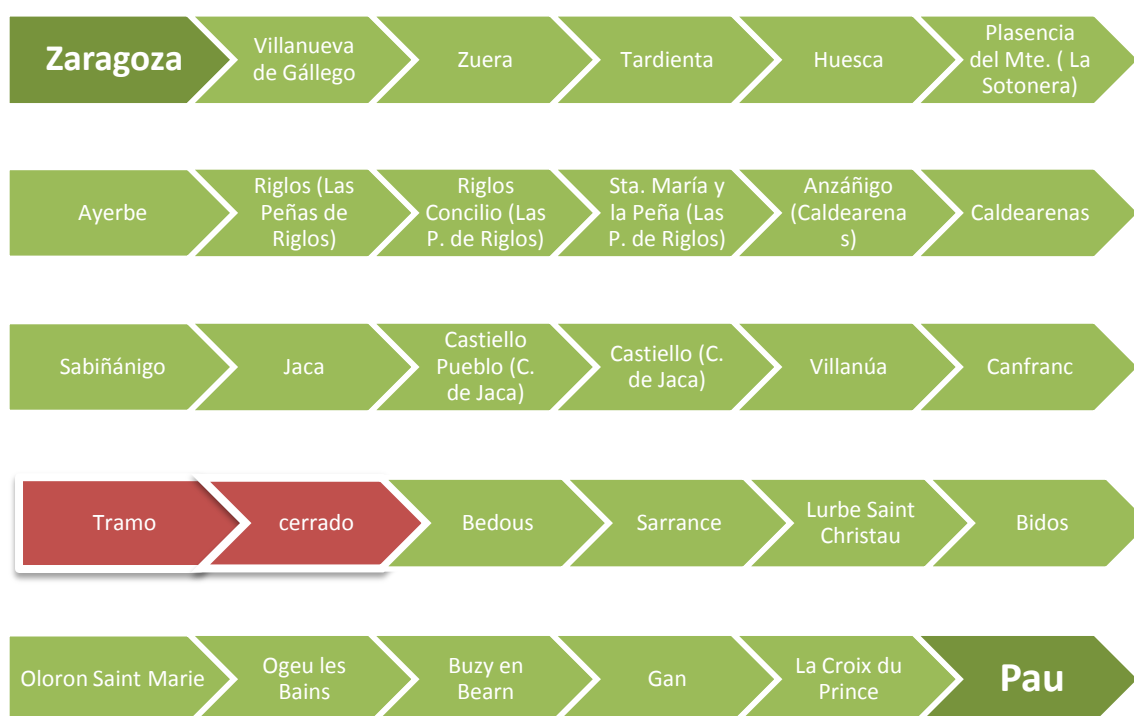 Zaragoza
Villanueva
de Gállego
Zuera
Tardienta
Huesca
Plasencia
del Mte. ( La
Sotonera)
Ayerbe
Riglos (Las
Peñas de
Riglos)
Riglos
Concilio (Las
P. de Riglos)
Sta. María y
la Peña (Las
P. de Riglos)
Anzáñigo
(Caldearena
s)
Caldearenas
Sabiñánigo
Jaca
Castiello
Pueblo (C.
de Jaca)
Castiello (C.
de Jaca)
Villanúa
Canfranc
Tramo
cerrado
Bedous
Sarrance
Lurbe Saint
Christau
Bidos
Oloron Saint Marie
Ogeu les
Bains
Buzy en
Bearn
Gan
La Croix du
Prince
Pau